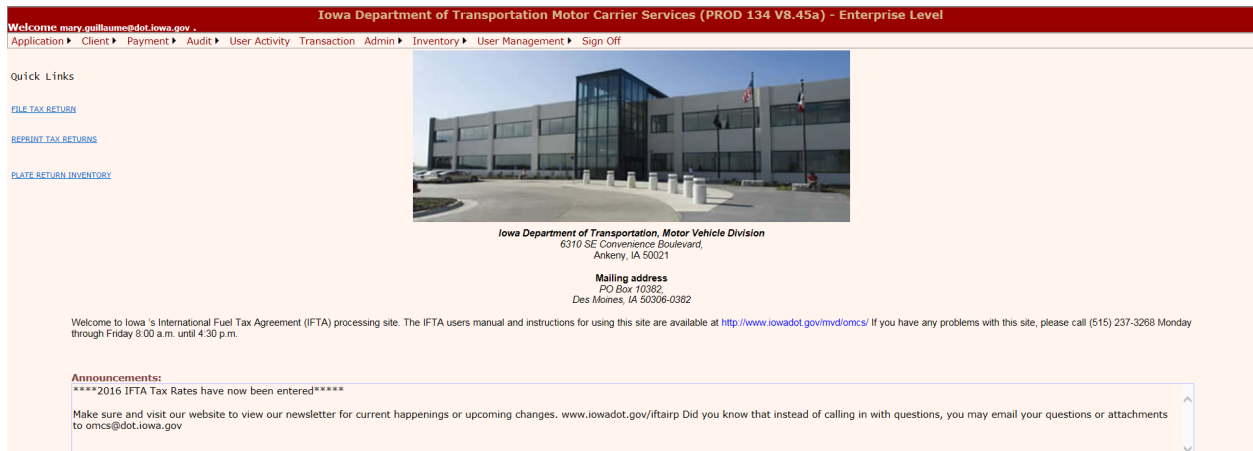 Iowa Department of Transportation Motor Carrier Services (PROD 134 V8.45a) - Enterprise Level
Welcome mary.guillaume@dot.iowa.gov .
Application Client Payment Audit User Activity Transaction Admin Inventory User Management Sign Off
Quick Links
FILE TAX RETURN
REPRINT TAX RETURNS
PLATE RETURN INVENTORY
Iowa Department of Transportation, Motor Vehicle Division
6310 SE Convenience Boulevard,
Ankeny, IA 50021
Mailing address
PO Box 10382,
Des Moines, IA 50306-0382
Welcome to Iowa 's International Fuel Tax Agreement (IFTA) processing site. The IFTA users manual and instructions for using this site are available at http://www.iowadot.gov/mvd/omcs/ If you have any problems with this site, please call (515) 237-3268 Monday
through Friday 8:00 a.m. until 4:30 p.m.
Announcements:
****2016 IFTA Tax Rates have now been entered*****
Make sure and visit our website to view our newsletter for current happenings or upcoming changes. www.iowadot.gov/iftairp Did you know that instead of calling in with questions, you may email your questions or attachments
to omcs@dot.iowa.gov